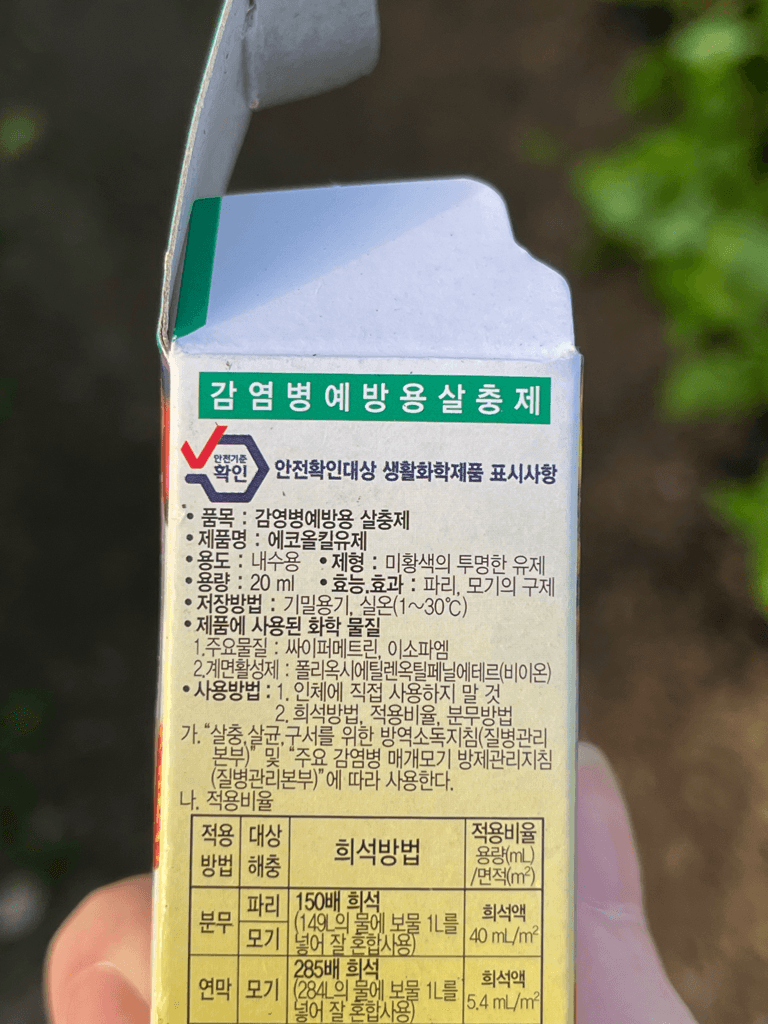 감염병예방용살충제
안전기준
확인
안전확인대상 생활화학제품 표시사항
• 품목 : 감염병예방용 살충제
• 제품명 : 에코올킬유제
• 용도 : 내수용 • 제형 : 미황색의 투명한 유제
• 용량 : 20 ml • 효능.효과 : 파리, 모기의 구제
• 저장방법 : 기밀용기, 실온(1~30℃)
• 제품에 사용된 화학 물질
1.주요물질 : 싸이퍼메트린, 이소파엠
2.계면활성제 : 폴리옥시에틸렌옥틸페닐에테르(비이온)
• 사용방법 : 1. 인체에 직접 사용하지 말 것
2. 희석방법, 적용비율, 분무방법
가. "살충,살균,구서를 위한 방역소독지침(질병관리
본부)" 및 "주요 감염병 매개모기 방제관리지침
(질병관리본부)"에 따라 사용한다.
나. 적용비율
적용 대상 희석방법 적용비율
방법 해충 용량(mL)
/면적(m²)
분무 파리 150배 희석 희석액
모기 (149L의 물에 보물 1L를 40 mL/m²
넣어 잘 혼합사용)
연막 모기 285배 희석 희석액
(284L의 물에 보물 1L를 5.4 mL/m²
넣어 잘 혼합사용)